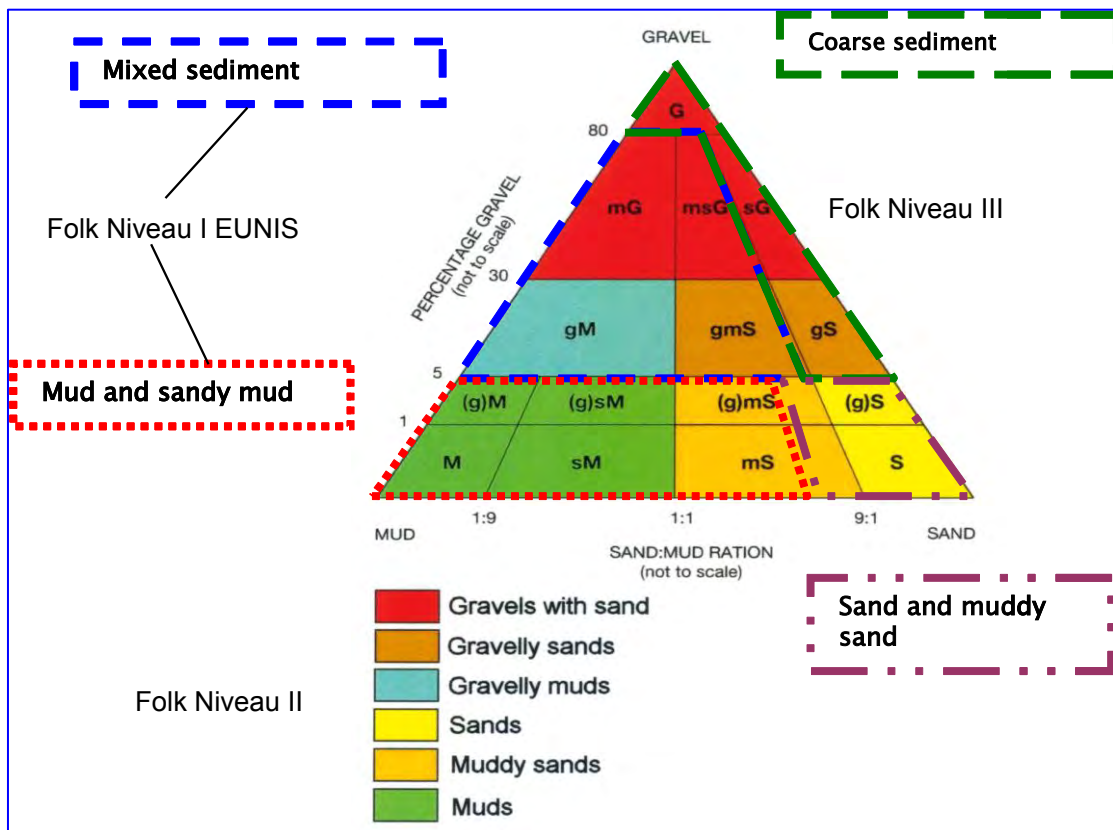 Mixed sediment
GRAVEL
Coarse sediment
G
80
mG
msG
sG
Folk Niveau III
Folk Niveau I EUNIS
PERCENTAGE GRAVEL
(not to scale)
30
gM
gmS
gS
5
Mud and sandy mud
(g)M
(g)sM
(g)mS
(g)S
1
M
sM
mS
S
1:9
1:1
9:1
MUD
SAND
SAND:MUD RATION
(not to scale)
Gravels with sand
Gravelly sands
Gravelly muds
Sands
Muddy sands
Muds
Sand and muddy
sand
Folk Niveau II